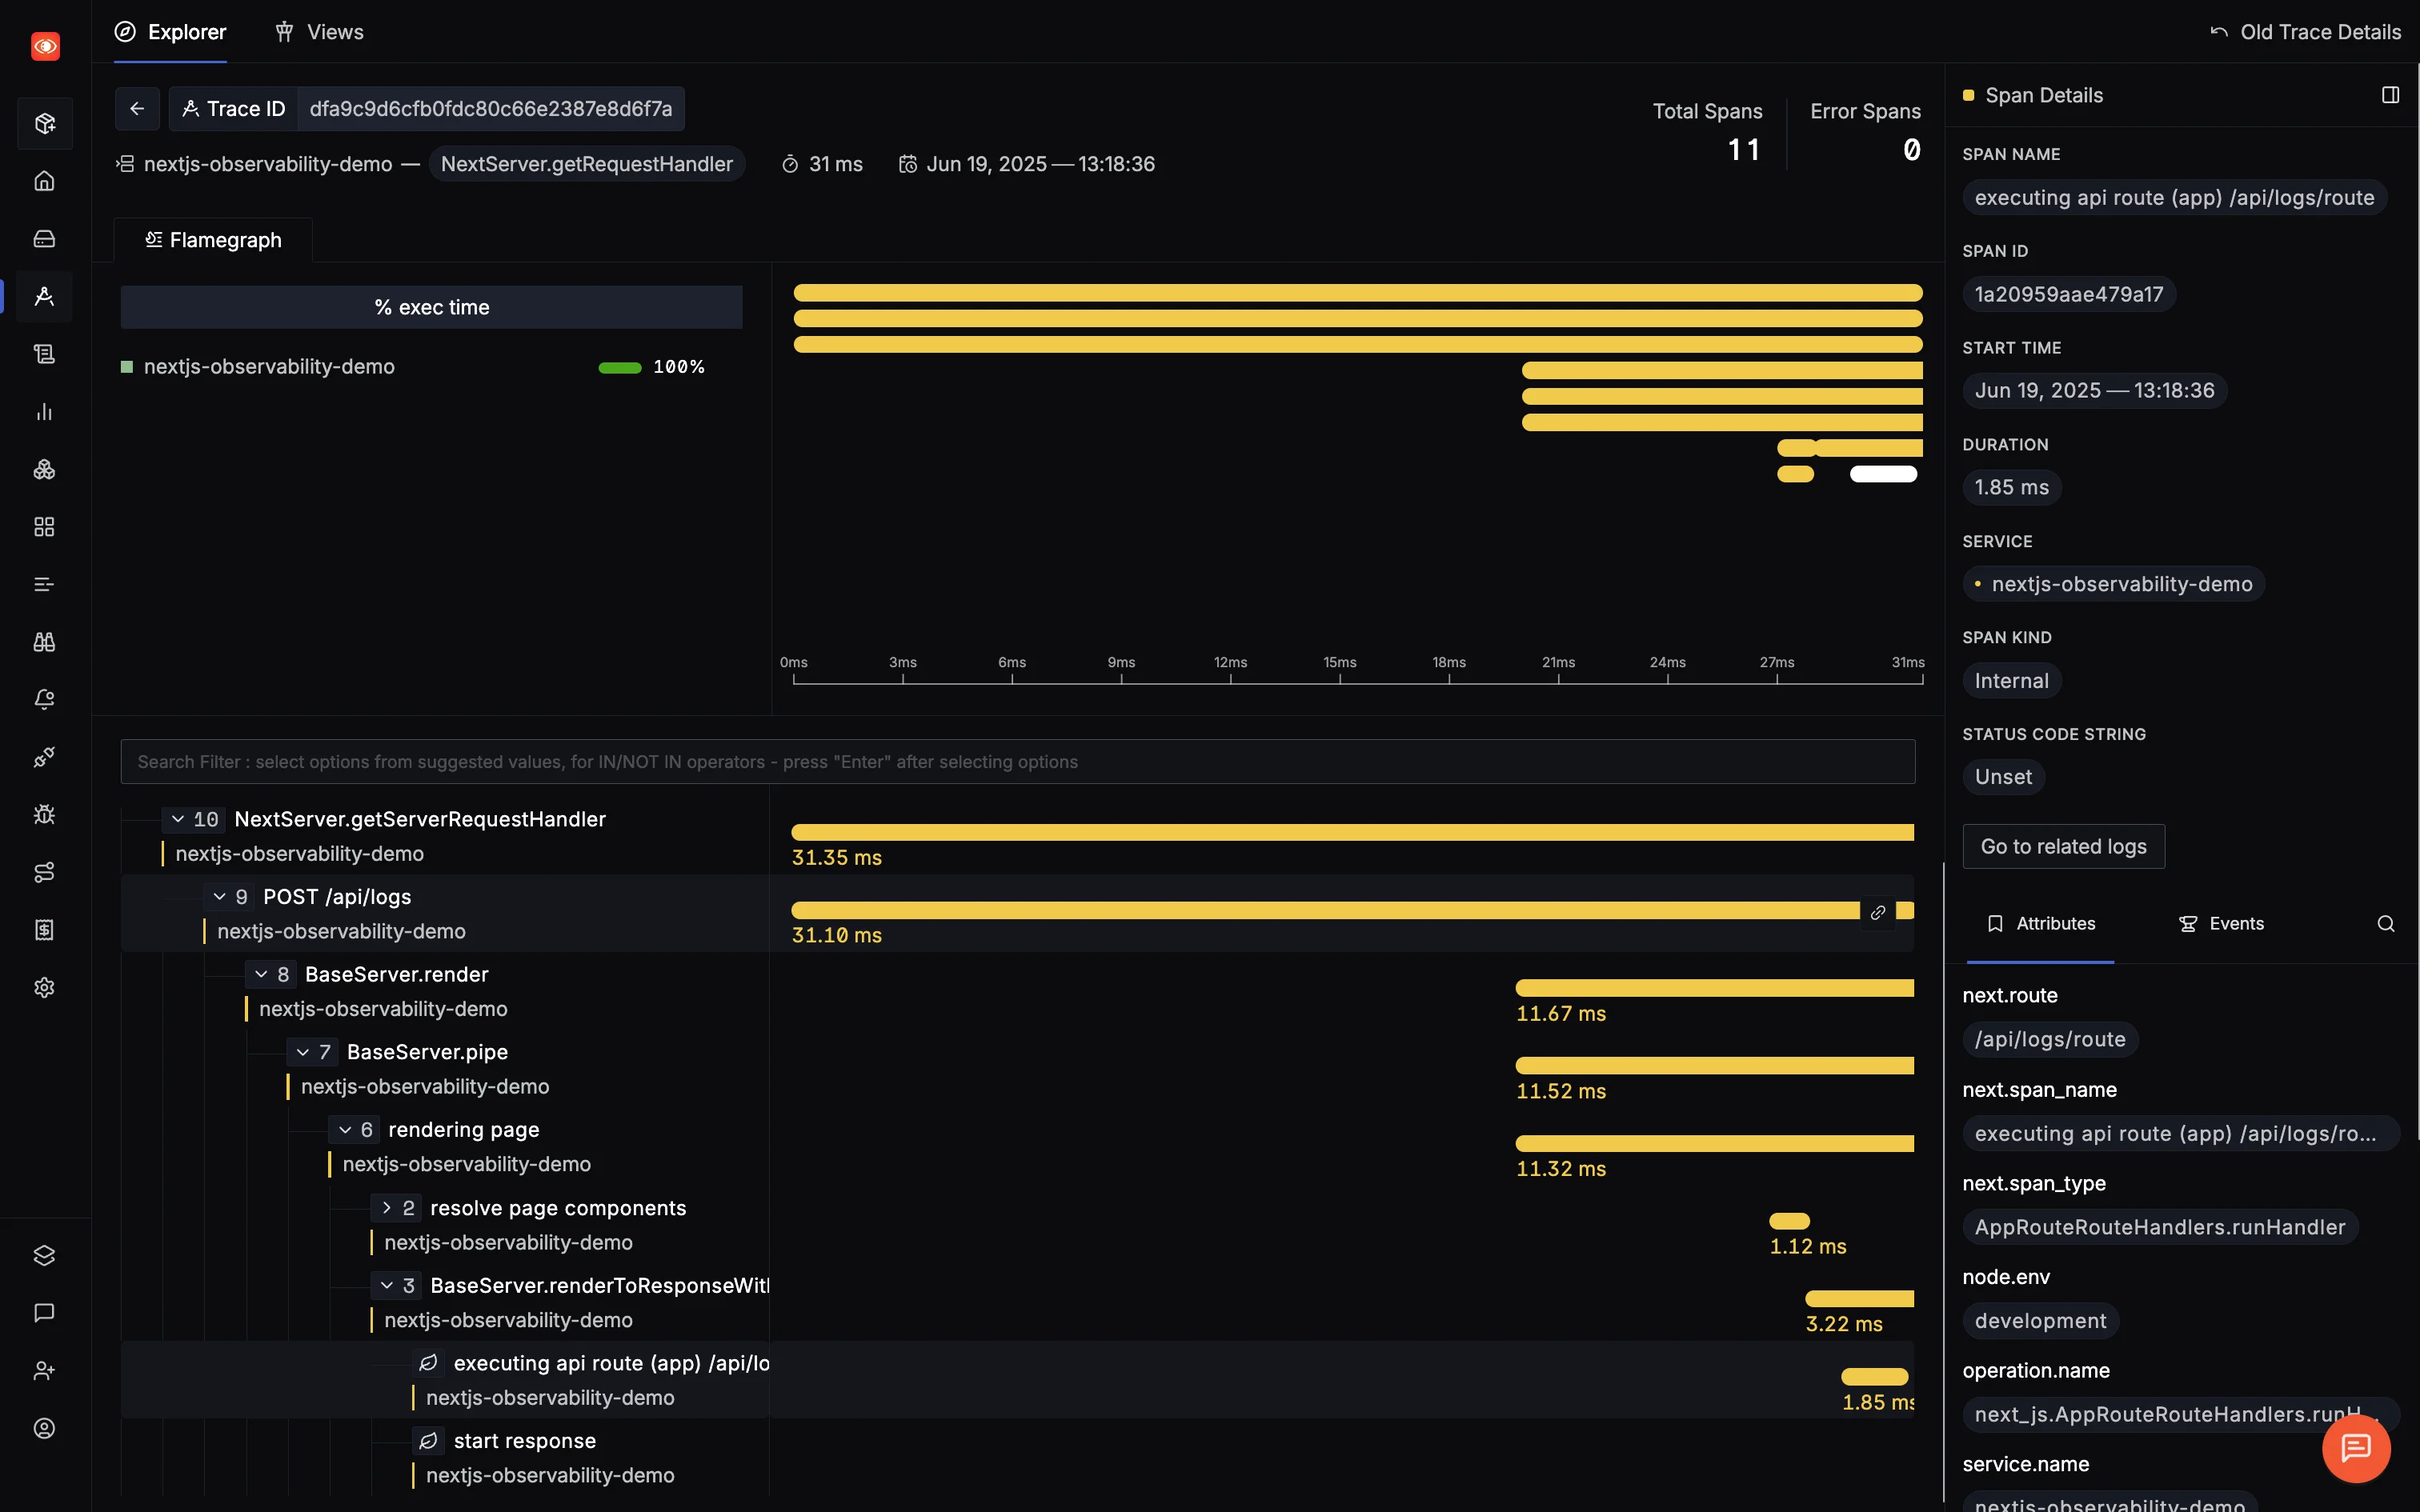 Explorer
Views
Old Trace Details
Trace ID
dfa9c9d6cfb0fdc80c66e2387e8d6f7a
nextjs-observability-demo — NextServer.getRequestHandler
31 ms
Jun 19, 2025 — 13:18:36
Total Spans
11
Error Spans
0
Flamegraph
% exec time
nextjs-observability-demo
100%
0ms
3ms
6ms
9ms
12ms
15ms
18ms
21ms
24ms
27ms
31ms
Search Filter : select options from suggested values, for IN/NOT IN operators - press "Enter" after selecting options
10 NextServer.getServerRequestHandler
nextjs-observability-demo
31.35 ms
9 POST /api/logs
nextjs-observability-demo
31.10 ms
8 BaseServer.render
nextjs-observability-demo
11.67 ms
7 BaseServer.pipe
nextjs-observability-demo
11.52 ms
6 rendering page
nextjs-observability-demo
11.32 ms
2 resolve page components
nextjs-observability-demo
1.12 ms
3 BaseServer.renderToResponseWit
nextjs-observability-demo
3.22 ms
executing api route (app) /api/lo
nextjs-observability-demo
1.85 ms
start response
nextjs-observability-demo
Span Details
SPAN NAME
executing api route (app) /api/logs/route
SPAN ID
1a20959aae479a17
START TIME
Jun 19, 2025 — 13:18:36
DURATION
1.85 ms
SERVICE
nextjs-observability-demo
SPAN KIND
Internal
STATUS CODE STRING
Unset
Go to related logs
Attributes
Events
next.route
/api/logs/route
next.span_name
executing api route (app) /api/logs/ro...
next.span_type
AppRouteRouteHandlers.runHandler
node.env
development
operation.name
next_js.AppRouteRouteHandlers.runH...
service.name
nextjs-observability-demo